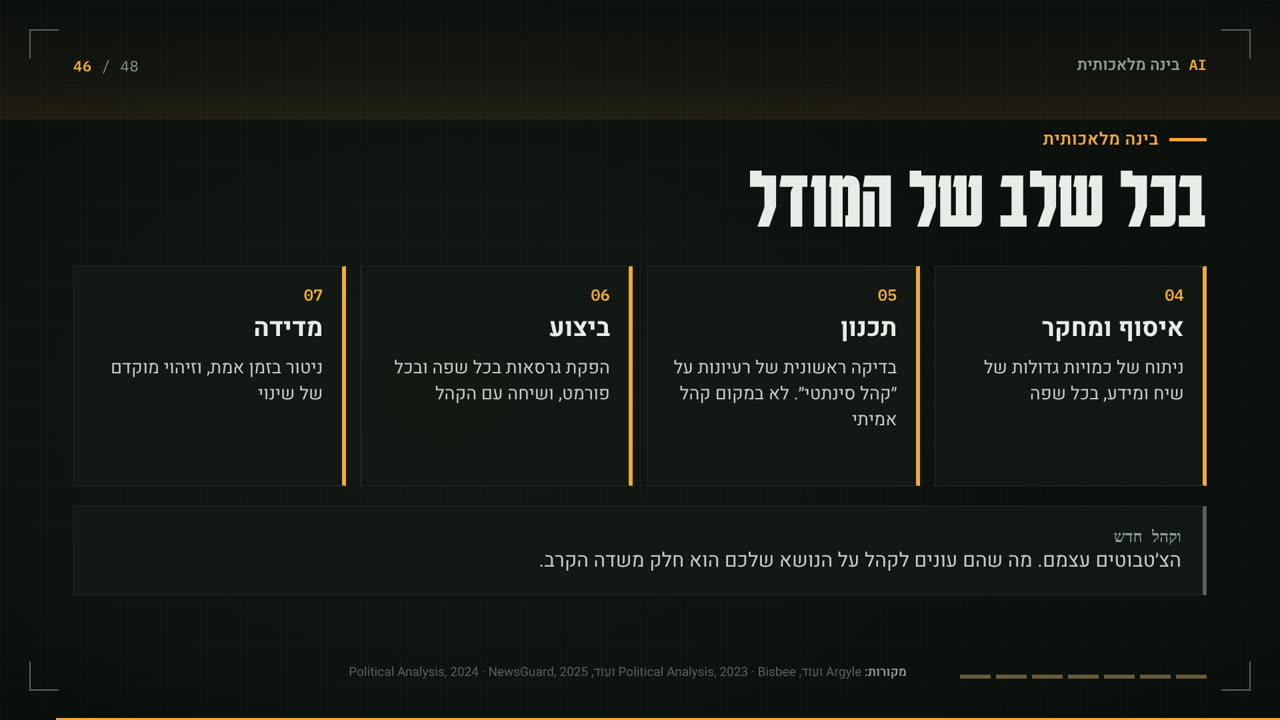 AI בינה מלאכותית
46 / 48
בינה מלאכותית
בכל שלב של המודל
04
איסוף ומחקר
ניתוח של כמויות גדולות של
שיח ומידע, בכל שפה
05
תכנון
בדיקה ראשונית של רעיונות על
"קהל סינתטי". לא במקום קהל
אמיתי
06
ביצוע
הפקת גרסאות בכל שפה ובכל
פורמט, ושיחה עם הקהל
07
מדידה
ניטור בזמן אמת, וזיהוי מוקדם
של שינוי
וקהל חדש
הצ'טבוטים עצמם. מה שהם עונים לקהל על הנושא שלכם הוא חלק משדה הקרב.
מקורות: Argyle ועוד, Political Analysis, 2023 · Bisbee ועוד, Political Analysis, 2024 · NewsGuard, 2025